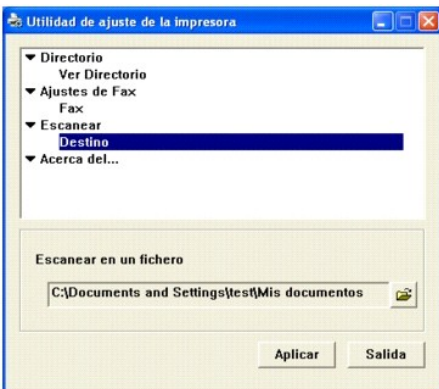 Utilidad de ajuste de la impresora
Directorio
Ver Directorio
Ajustes de Fax
Fax
Escanear
Destino
Acerca del...
Escanear en un fichero
C:\Documents and Settings\test\Mis documentos
Aplicar Salida